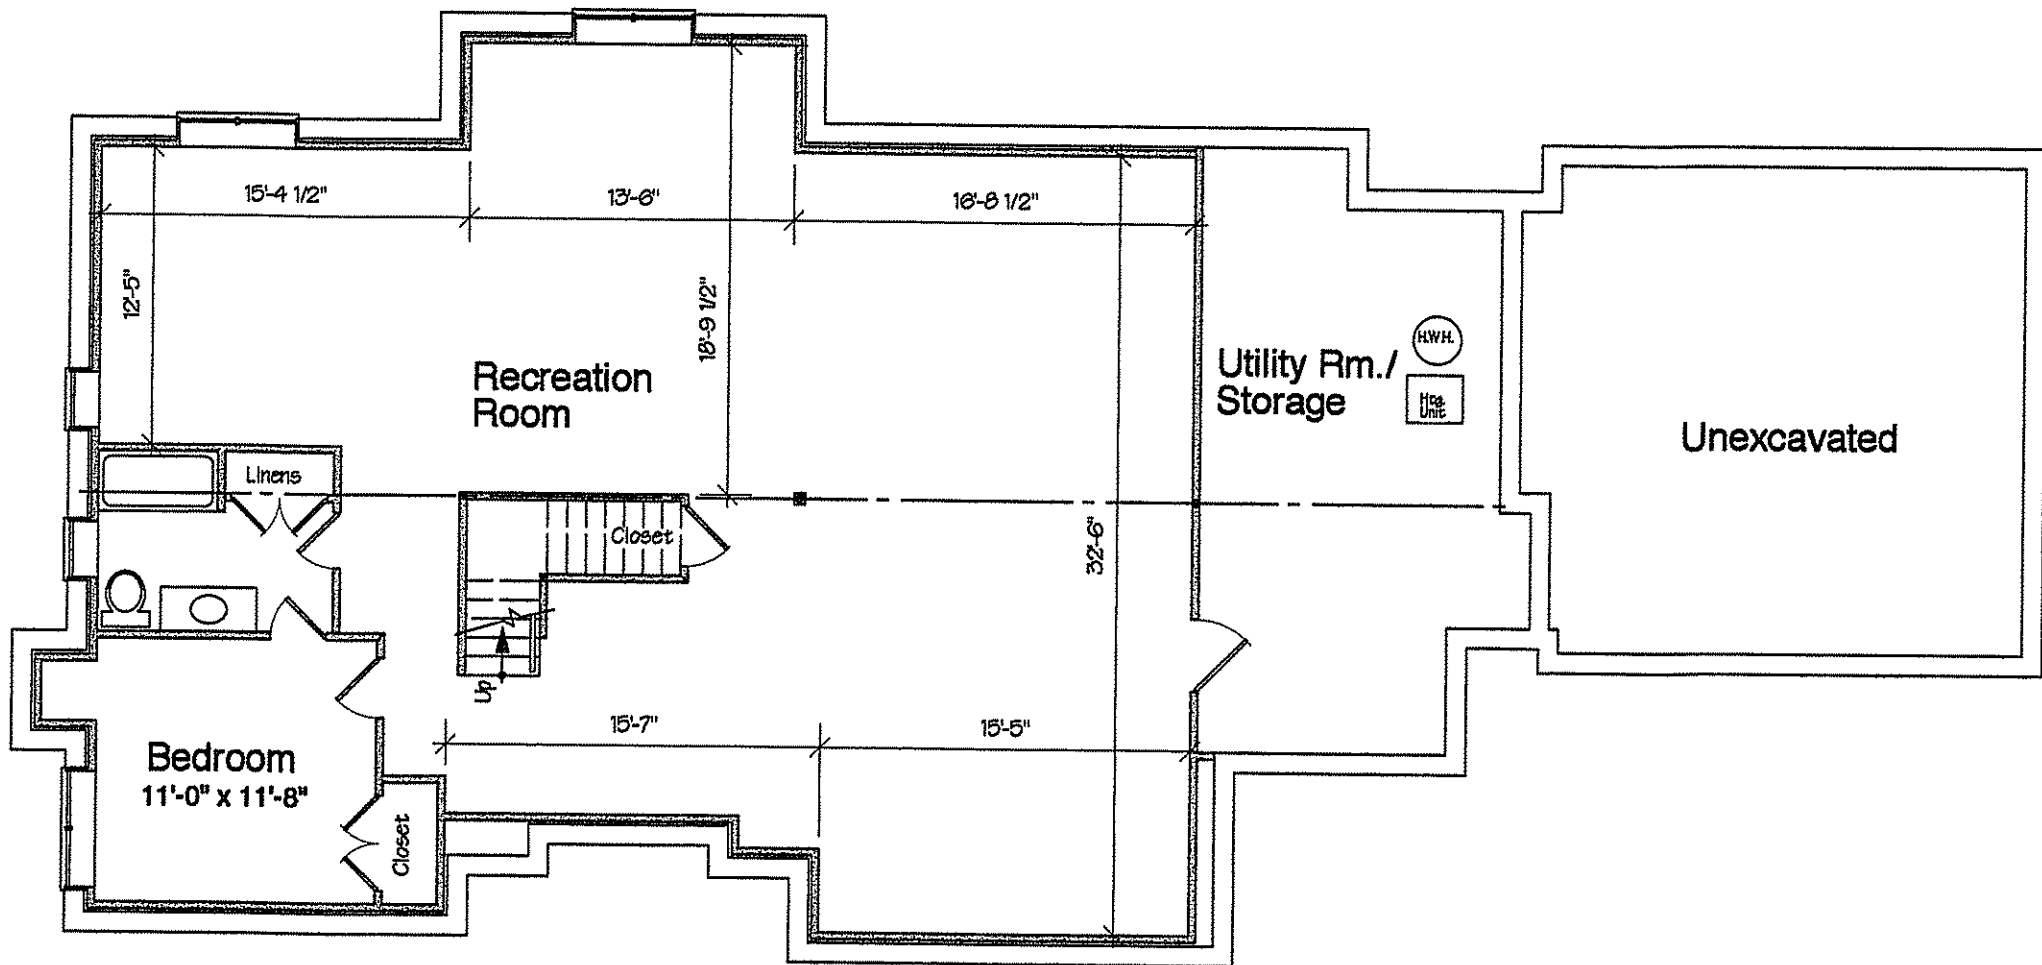 15'-4 1/2"
13'-6"
16'-8 1/2"
12'-5"
18'-9 1/2"
Recreation
Room
Utility Rm./
Storage
H.W.H.
Htg.
Unit
Unexcavated
Linens
Closet
32'-6"
Up
15'-7"
15'-5"
Bedroom
11'-0" x 11'-8"
Closet